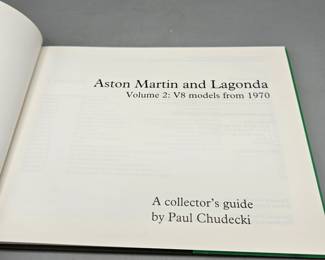 Aston Martin and Lagonda
Volume 2: V8 models from 1970
A collector's guide
by Paul Chudecki